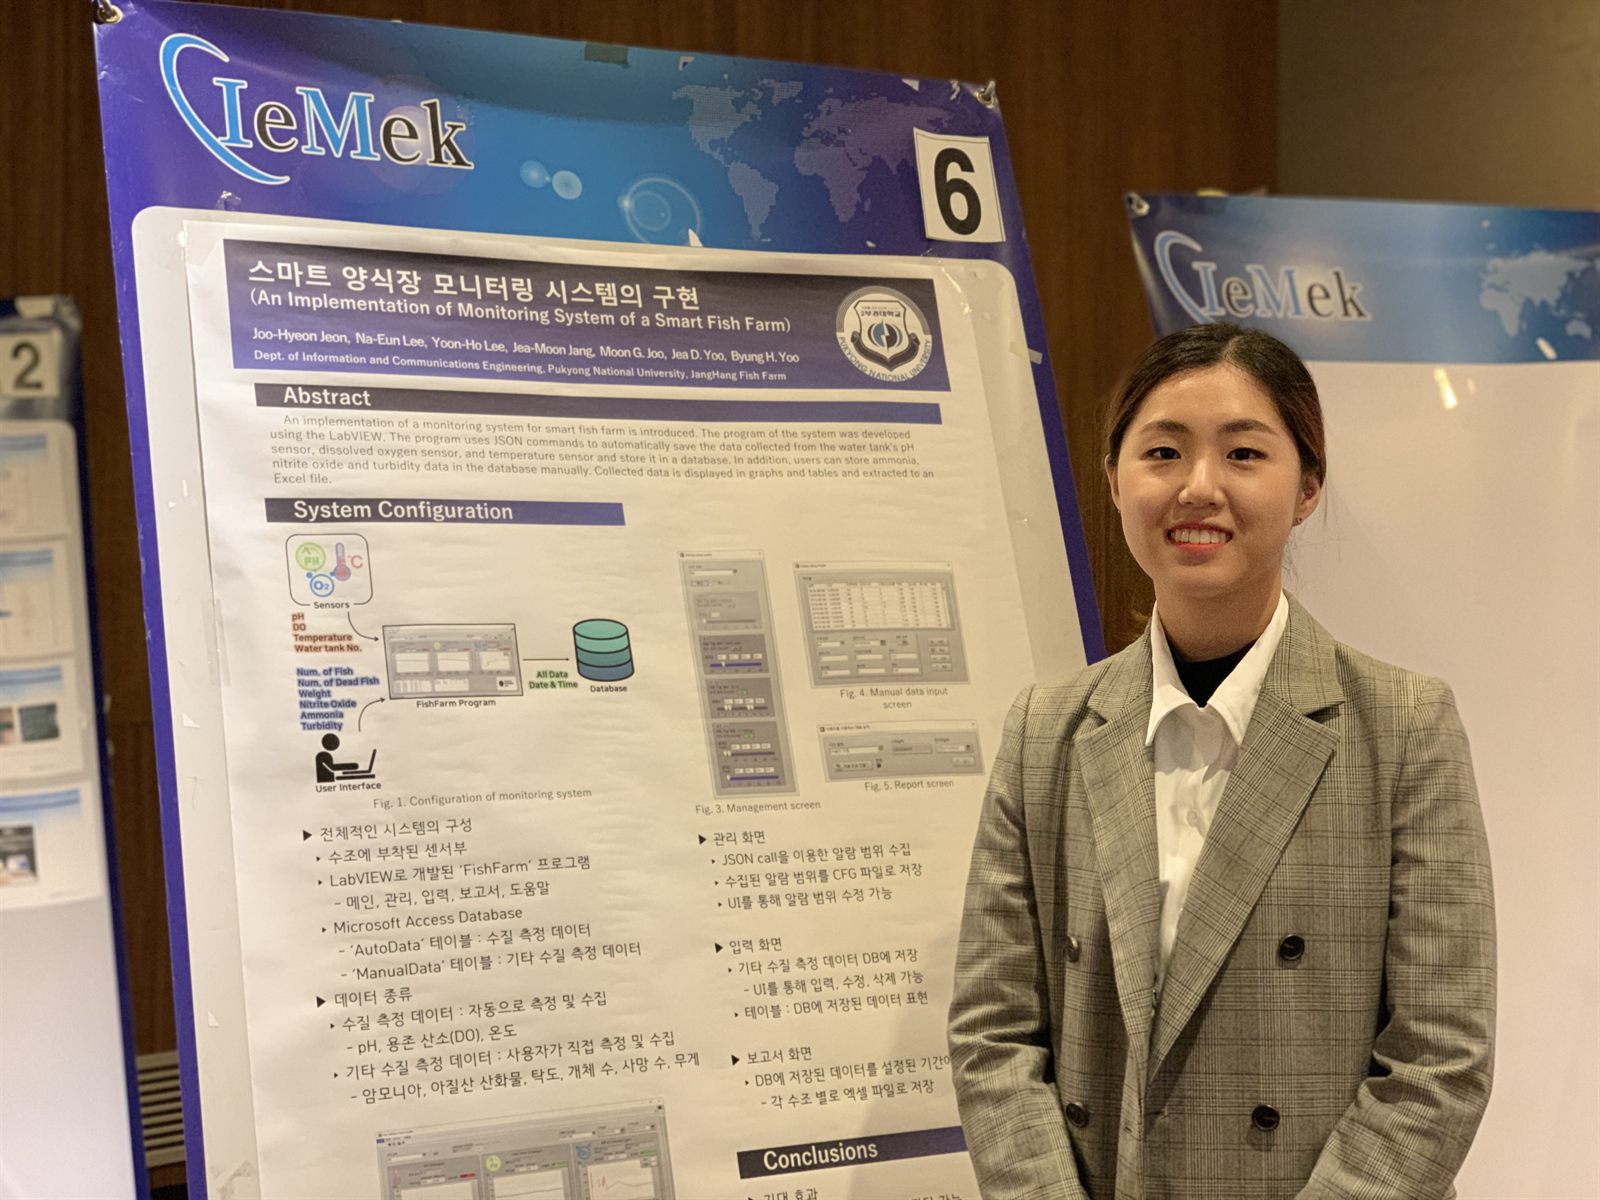 IeMek
6
IeMek
2
스마트 양식장 모니터링 시스템의 구현
(An Implementation of Monitoring System of a Smart Fish Farm)
Joo-Hyeon Jeon, Na-Eun Lee, Yoon-Ho Lee, Jea-Moon Jang, Moon G. Joo, Jea D. Yoo, Byung H. Yoo
Dept. of Information and Communications Engineering, Pukyong National University, JangHang Fish Farm
부경대학교
PUKYONG NATIONAL UNIVERSITY
Abstract
An implementation of a monitoring system for smart fish farm is introduced. The program of the system was developed
using the LabVIEW. The program uses JSON commands to automatically save the data collected from the water tank's pH
sensor, dissolved oxygen sensor, and temperature sensor and store it in a database. In addition, users can store ammonia,
nitrite oxide and turbidity data in the database manually. Collected data is displayed in graphs and tables and extracted to an
Excel file.
System Configuration
PH
°C
O2
Sensors
pH
DO
Temperature
Water tank No.
Num. of Fish
Num. of Dead Fish
Weight
Nitrite Oxide
Ammonia
Turbidity
User Interface
FishFarm Program
All Data
Date & Time
Database
Fig. 1. Configuration of monitoring system
▶ 전체적인 시스템의 구성
‣ 수조에 부착된 센서부
‣ LabVIEW로 개발된 'FishFarm' 프로그램
- 메인, 관리, 입력, 보고서, 도움말
‣ Microsoft Access Database
- 'AutoData' 테이블 : 수질 측정 데이터
- 'ManualData' 테이블 : 기타 수질 측정 데이터
▶ 데이터 종류
‣ 수질 측정 데이터 : 자동으로 측정 및 수집
- pH, 용존 산소(DO), 온도
‣ 기타 수질 측정 데이터 : 사용자가 직접 측정 및 수집
- 암모니아, 아질산 산화물, 탁도, 개체 수, 사망 수, 무게
Fig. 3. Management screen
Fig. 4. Manual data input
screen
Fig. 5. Report screen
▶ 관리 화면
‣ JSON call을 이용한 알람 범위 수집
‣ 수집된 알람 범위를 CFG 파일로 저장
‣ UI를 통해 알람 범위 수정 가능
▶ 입력 화면
‣ 기타 수질 측정 데이터 DB에 저장
- UI를 통해 입력, 수정, 삭제 가능
‣ 테이블 : DB에 저장된 데이터 표현
▶ 보고서 화면
‣ DB에 저장된 데이터를 설정된 기간에
- 각 수조 별로 엑셀 파일로 저장
Conclusions
▶ 기대 효과